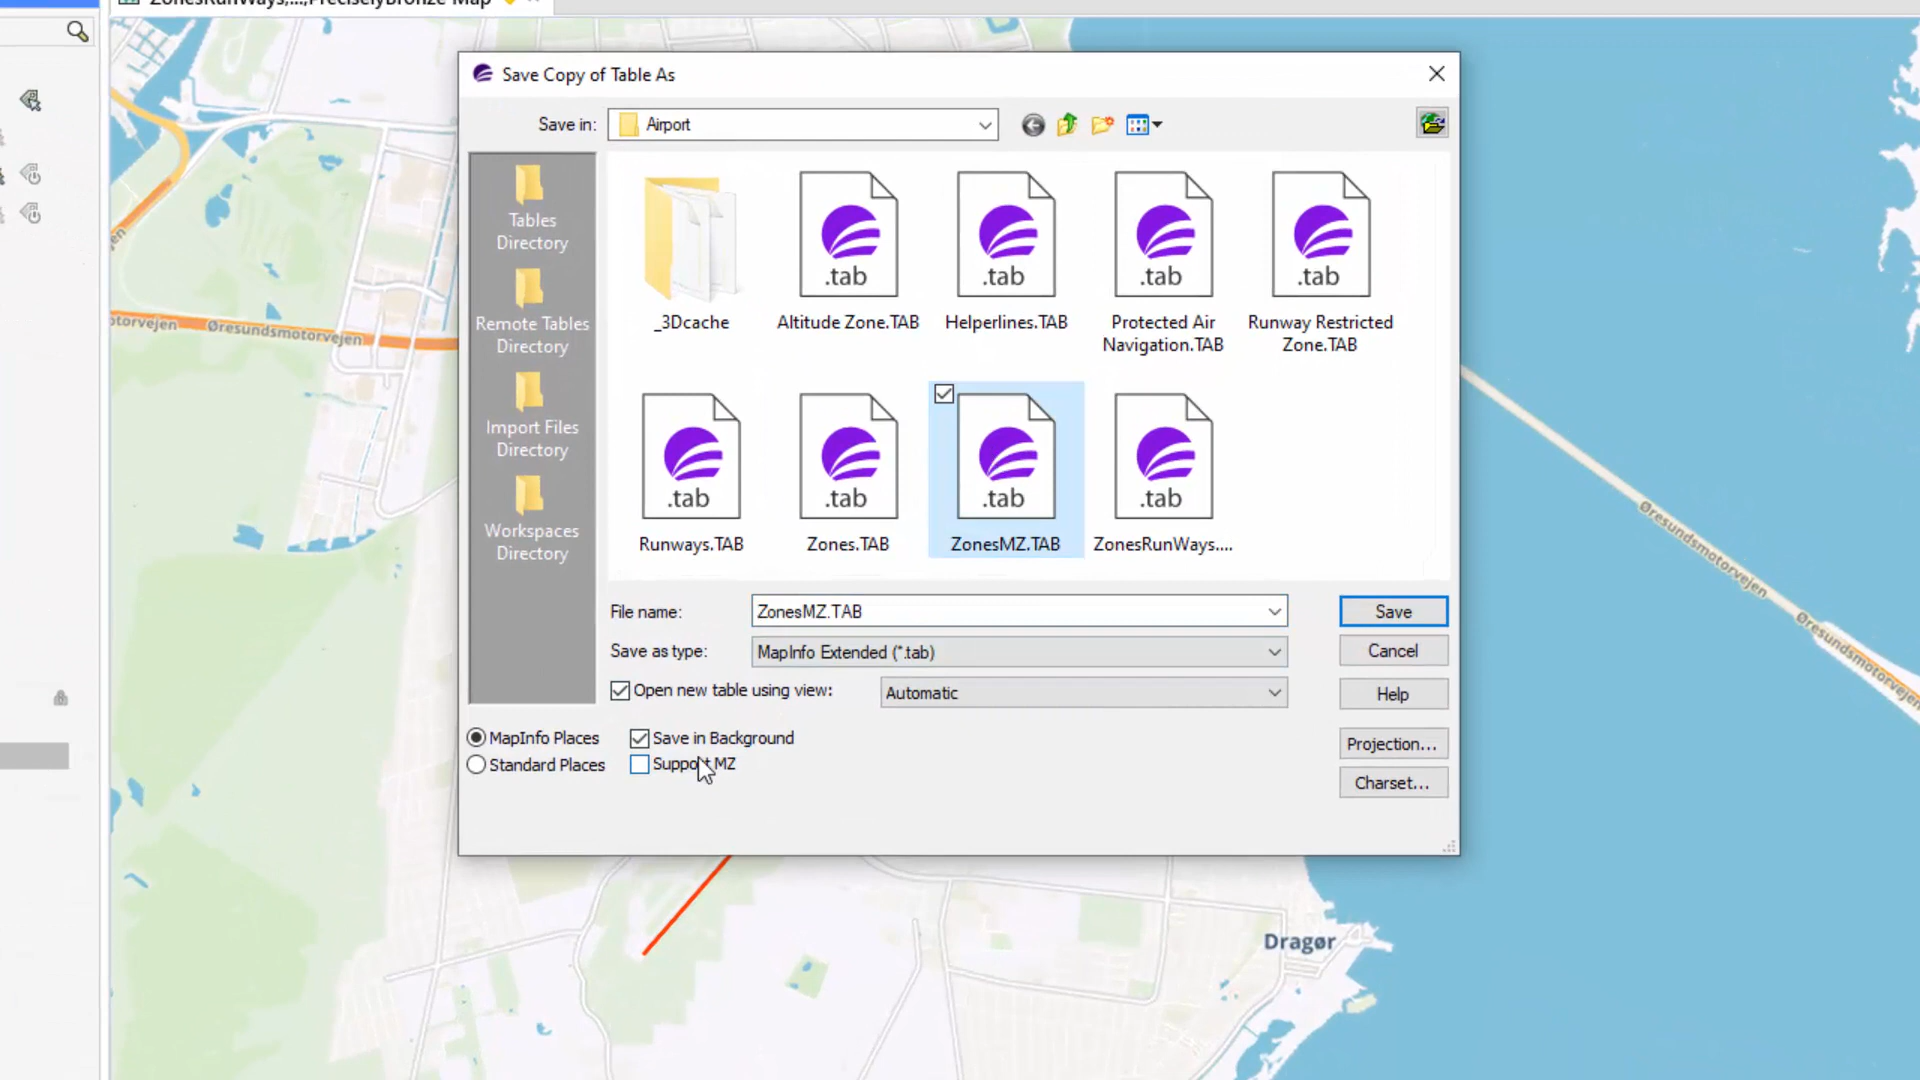 ZonesRunWays,...,PreciselyBronze Map
Save Copy of Table As
Save in:
Airport
Tables
Directory
Remote Tables
Directory
Import Files
Directory
Workspaces
Directory
_3Dcache
.tab
Altitude Zone.TAB
.tab
Helperlines.TAB
.tab
Protected Air
Navigation.TAB
.tab
Runway Restricted
Zone.TAB
.tab
Runways.TAB
.tab
Zones.TAB
.tab
ZonesMZ.TAB
.tab
ZonesRunWays....
File name:
ZonesMZ.TAB
Save
Save as type:
MapInfo Extended (*.tab)
Cancel
Open new table using view:
Automatic
Help
MapInfo Places
Save in Background
Projection...
Standard Places
Support MZ
Charset...
Øresundsmotorvejen
Øresundsmotorvejen
Øresundsmotorvejen
Dragør